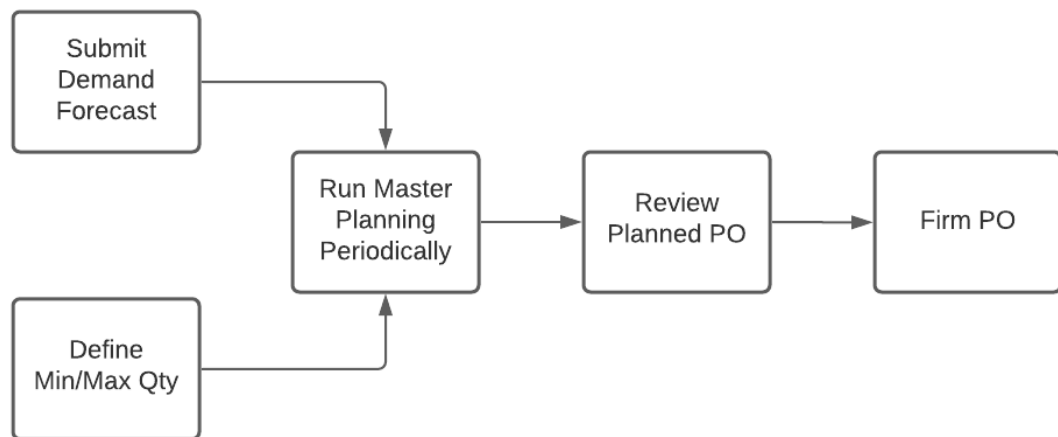 Submit
Demand
Forecast
Run Master
Planning
Periodically
Review
Planned PO
Firm PO
Define
Min/Max Qty